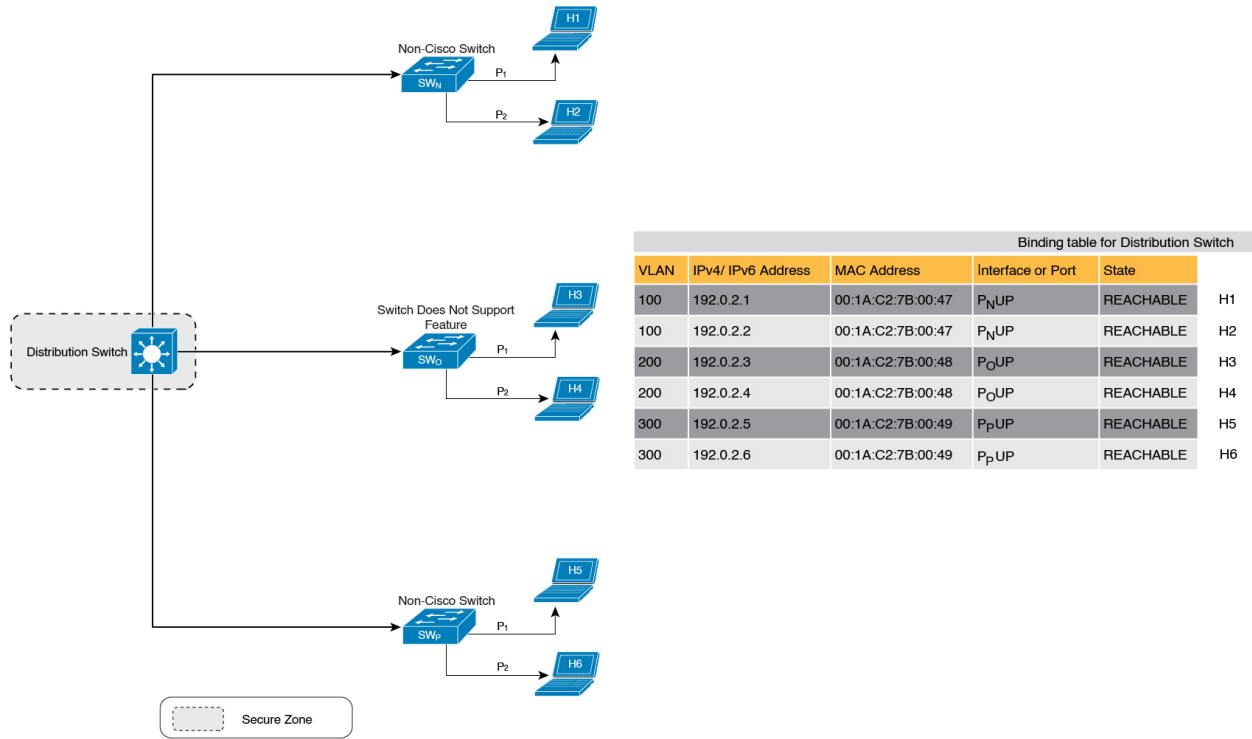 H1
Non-Cisco Switch
SWN
P1
H2
P2
H3
Switch Does Not Support
Feature
P1
SWO
H4
P2
Distribution Switch
H5
Non-Cisco Switch
P1
SWP
H6
P2
Secure Zone
Binding table for Distribution Switch
VLAN IPv4/ IPv6 Address MAC Address Interface or Port State
100 192.0.2.1 00:1A:C2:7B:00:47 PNUP REACHABLE H1
100 192.0.2.2 00:1A:C2:7B:00:47 PNUP REACHABLE H2
200 192.0.2.3 00:1A:C2:7B:00:48 POUP REACHABLE H3
200 192.0.2.4 00:1A:C2:7B:00:48 POUP REACHABLE H4
300 192.0.2.5 00:1A:C2:7B:00:49 PPUP REACHABLE H5
300 192.0.2.6 00:1A:C2:7B:00:49 PPUP REACHABLE H6